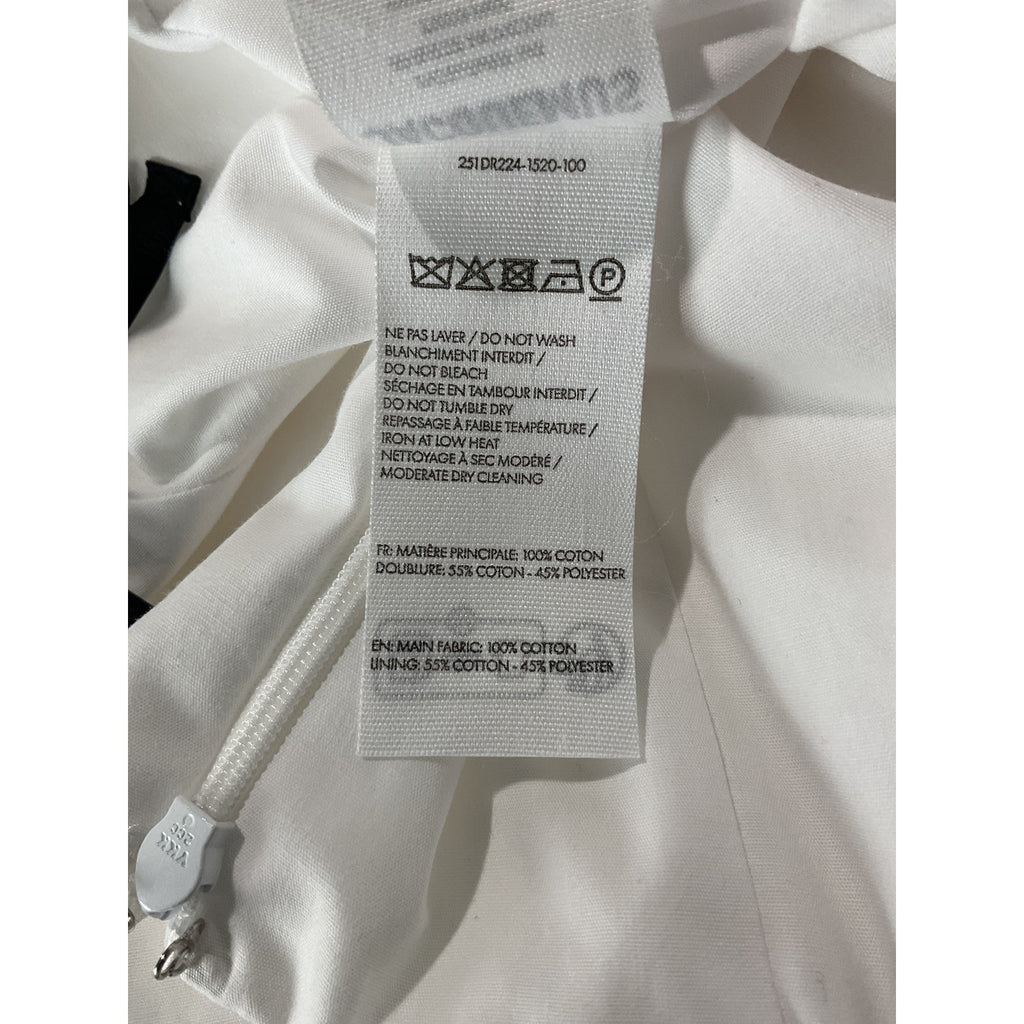 251DR224-1520-100
P
NE PAS LAVER / DO NOT WASH
BLANCHIMENT INTERDIT /
DO NOT BLEACH
SÉCHAGE EN TAMBOUR INTERDIT /
DO NOT TUMBLE DRY
REPASSAGE À FAIBLE TEMPÉRATURE /
IRON AT LOW HEAT
NETTOYAGE À SEC MODÉRÉ /
MODERATE DRY CLEANING
FR: MATIÈRE PRINCIPALE: 100% COTON
DOUBLURE: 55% COTON - 45% POLYESTER
EN: MAIN FABRIC: 100% COTTON
LINING: 55% COTTON - 45% POLYESTER
YKK